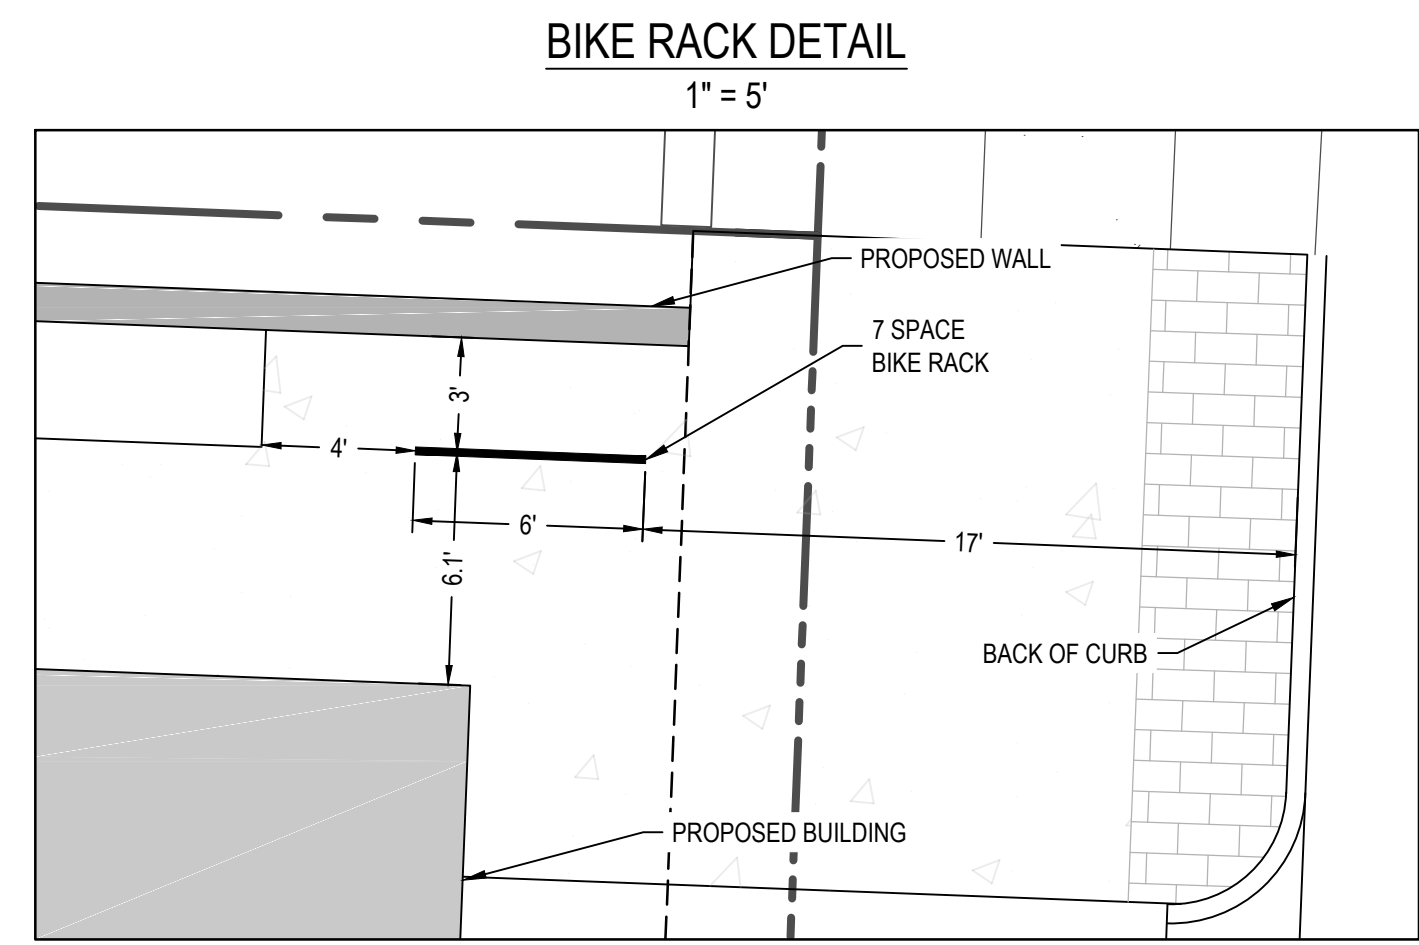 BIKE RACK DETAIL
1" = 5'
PROPOSED WALL
7 SPACE
BIKE RACK
3'
4'
6'
17'
6.1'
BACK OF CURB
PROPOSED BUILDING